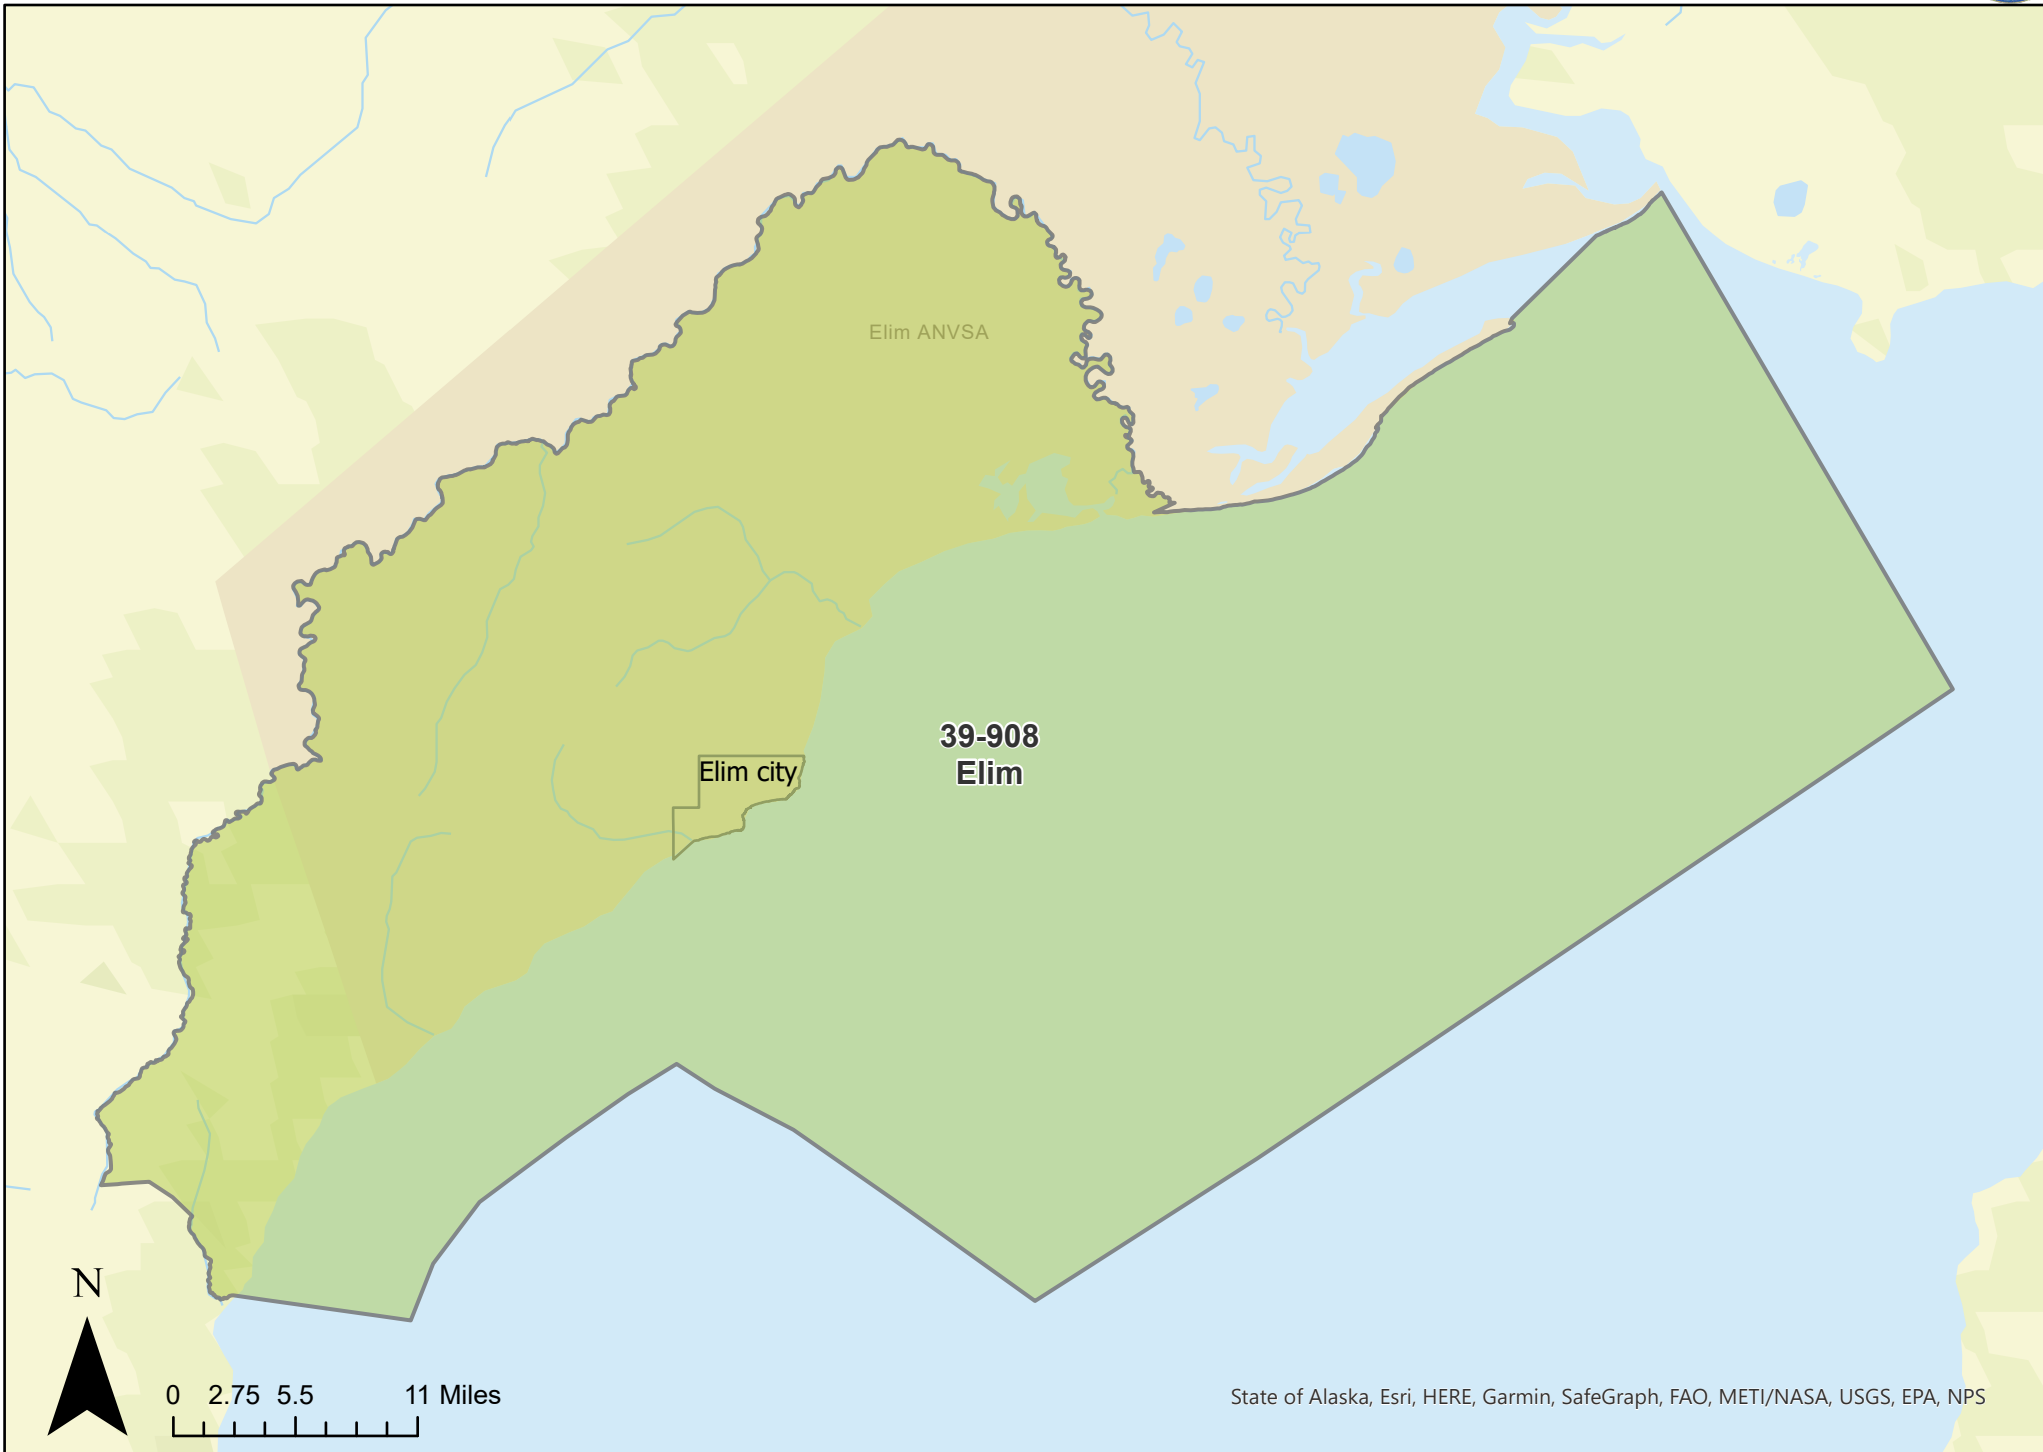 Elim ANVSA
39-908
Elim
Elim city
N
0 2.75 5.5 11 Miles
State of Alaska, Esri, HERE, Garmin, SafeGraph, FAO, METI/NASA, USGS, EPA, NPS